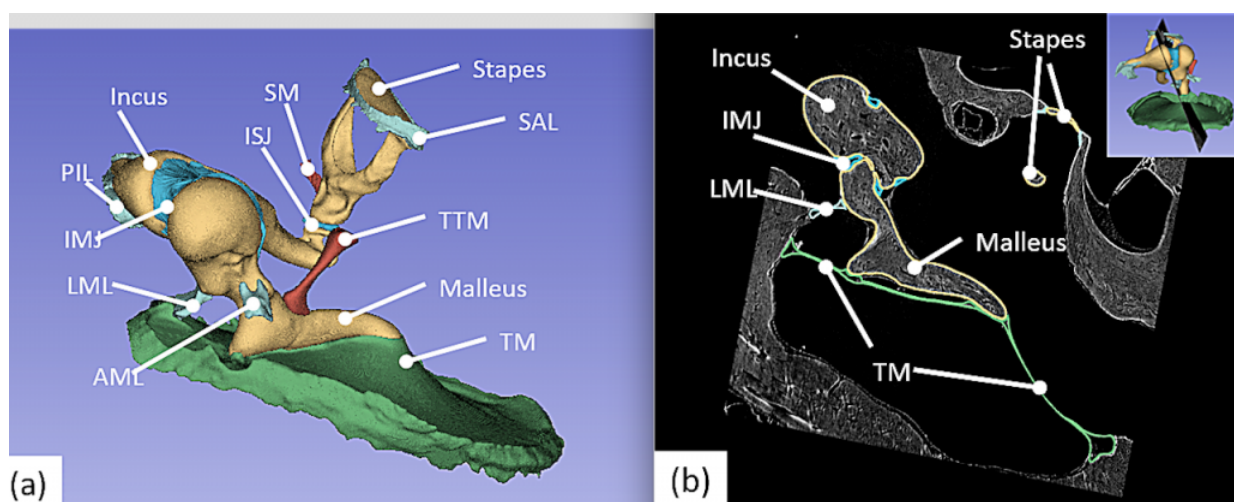 Incus
PIL
IMJ
LML
AML
SM
ISJ
Stapes
SAL
TTM
Malleus
TM
(a)
Incus
IMJ
LML
Stapes
Malleus
TM
(b)